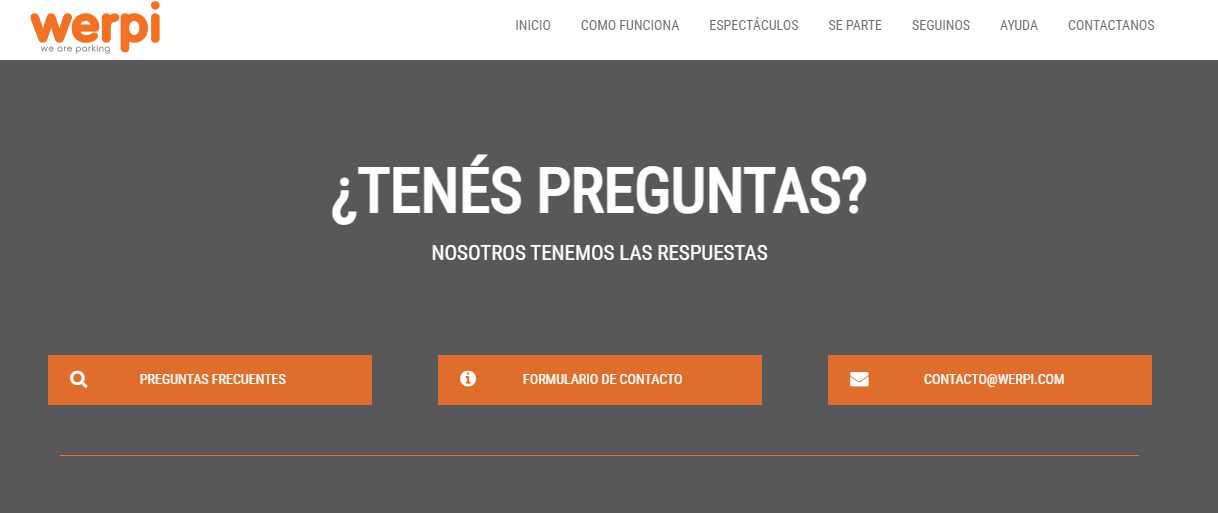 werpi
we are parking
INICIO COMO FUNCIONA ESPECTÁCULOS SE PARTE SEGUINOS AYUDA CONTACTANOS
¿TENÉS PREGUNTAS?
NOSOTROS TENEMOS LAS RESPUESTAS
PREGUNTAS FRECUENTES
FORMULARIO DE CONTACTO
CONTACTO@WERPI.COM